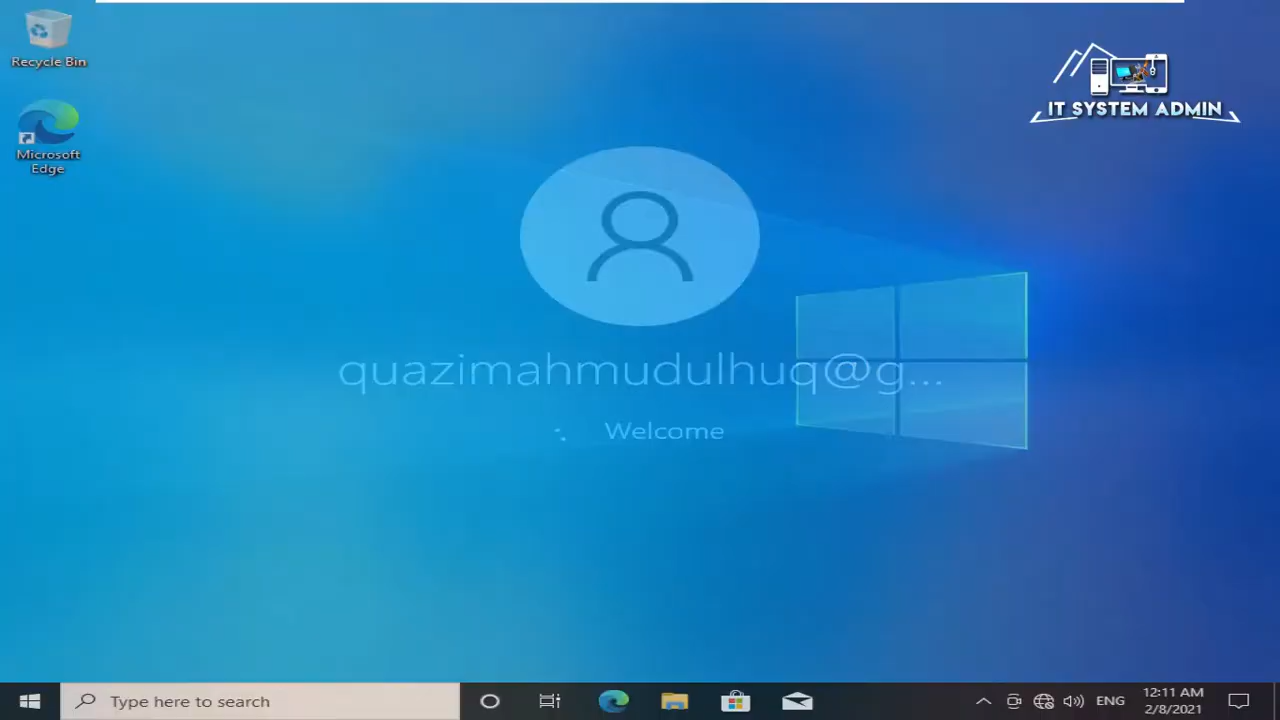 Recycle Bin
Microsoft
Edge
IT SYSTEM ADMIN
quazimahmudulhuq@g...
Welcome
Type here to search
ENG
12:11 AM
2/8/2021